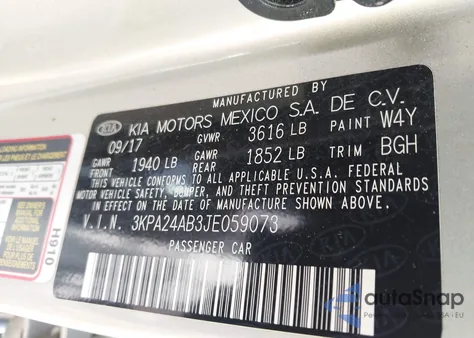 MANUFACTURED BY
KIA KIA MOTORS MEXICO S.A. DE C.V.
09/17 GVWR 3616 LB PAINT W4Y
GAWR FRONT 1940 LB GAWR REAR 1852 LB TRIM BGH
THIS VEHICLE CONFORMS TO ALL APPLICABLE U.S.A. FEDERAL
MOTOR VEHICLE SAFETY, BUMPER, AND THEFT PREVENTION STANDARDS
IN EFFECT ON THE DATE OF MANUFACTURE SHOWN ABOVE.
V.I.N. 3KPA24AB3JE059073
PASSENGER CAR
H910
autoSnap